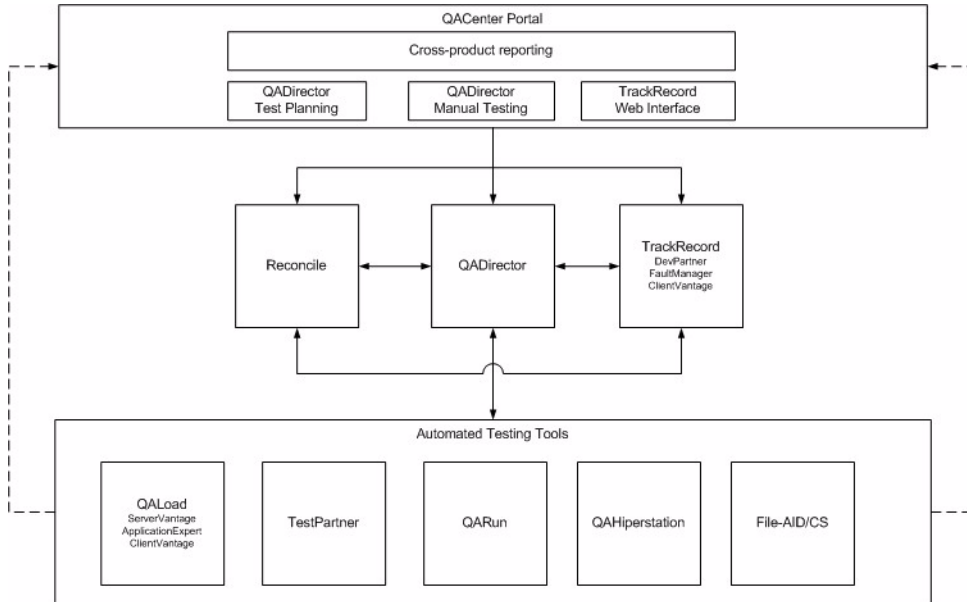 QACenter Portal
Cross-product reporting
QADirector
Test Planning
QADirector
Manual Testing
TrackRecord
Web Interface
Reconcile
QADirector
TrackRecord
DevPartner
FaultManager
ClientVantage
Automated Testing Tools
QALoad
ServerVantage
ApplicationExpert
ClientVantage
TestPartner
QARun
QAHiperstation
File-AID/CS